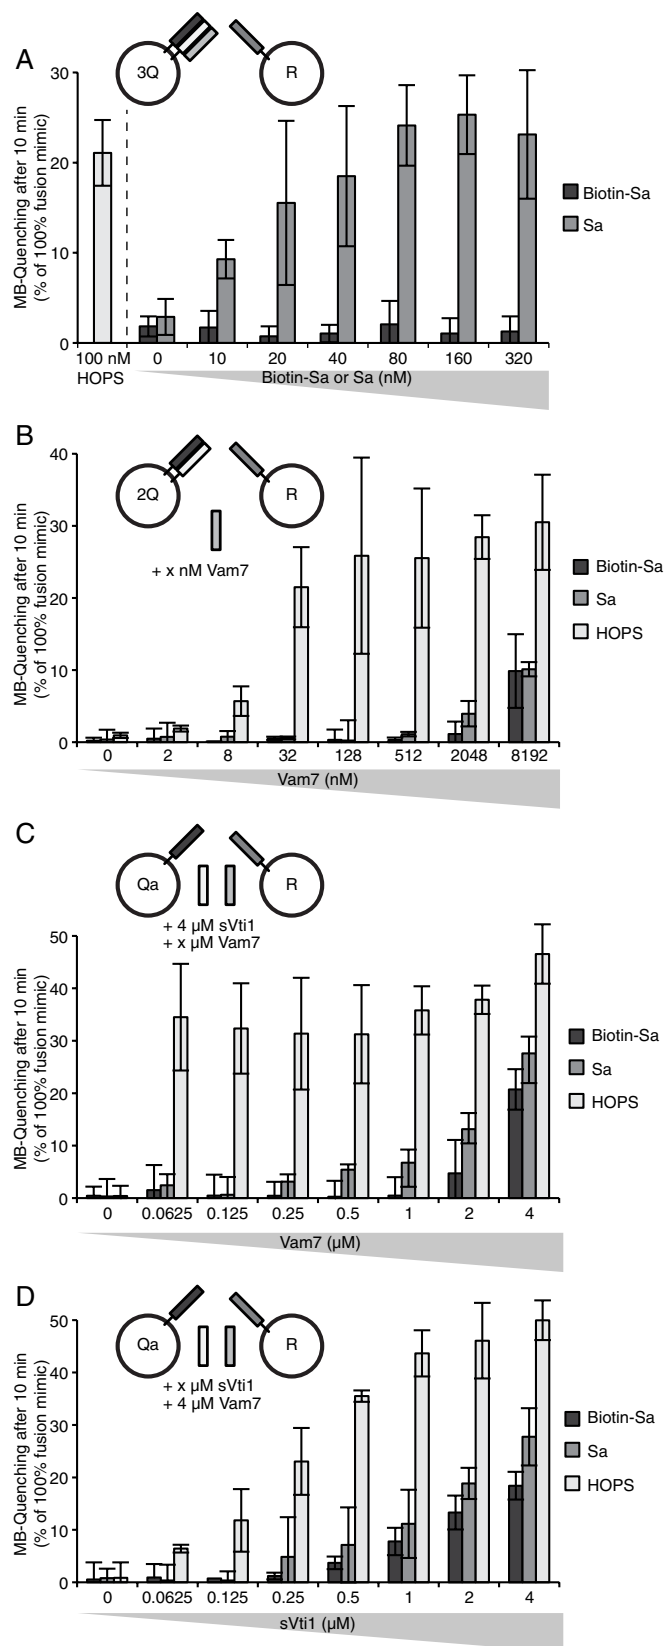 A
3Q
R
MB-Quenching after 10 min
(% of 100% fusion mimic)
30
20
10
0
Biotin-Sa
Sa
100 nM
HOPS
0 10 20 40 80 160 320
Biotin-Sa or Sa (nM)
B
2Q
R
+ x nM Vam7
MB-Quenching after 10 min
(% of 100% fusion mimic)
40
30
20
10
0
Biotin-Sa
Sa
HOPS
0 2 8 32 128 512 2048 8192
Vam7 (nM)
C
Qa
R
+ 4 µM sVti1
+ x µM Vam7
MB-Quenching after 10 min
(% of 100% fusion mimic)
50
40
30
20
10
0
Biotin-Sa
Sa
HOPS
0 0.0625 0.125 0.25 0.5 1 2 4
Vam7 (µM)
D
Qa
R
+ x µM sVti1
+ 4 µM Vam7
MB-Quenching after 10 min
(% of 100% fusion mimic)
50
40
30
20
10
0
Biotin-Sa
Sa
HOPS
0 0.0625 0.125 0.25 0.5 1 2 4
sVti1 (µM)